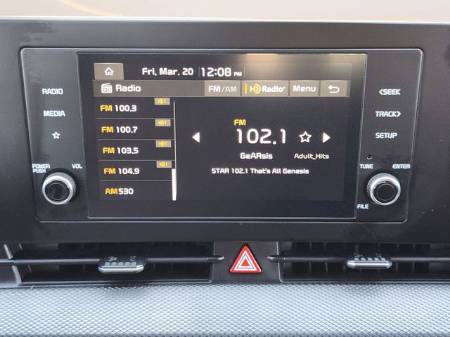 Fri, Mar. 20 12:08 PM
Radio FM/AM HD Radio Menu
FM 100.3
FM 100.7
FM 103.5
FM 104.9
AM 530
FM
102.1
GeARsis Adult_Hits
STAR 102.1 That's All Genasis
RADIO
MEDIA
POWER PUSH VOL
<SEEK
TRACK>
SETUP
TUNE ENTER
FILE